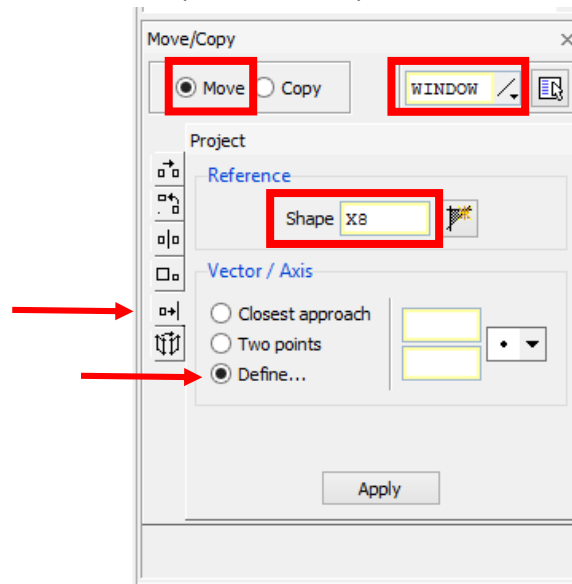 Move/Copy
Move Copy WINDOW
Project
Reference
Shape X8
Vector / Axis
Closest approach
Two points
Define...
Apply